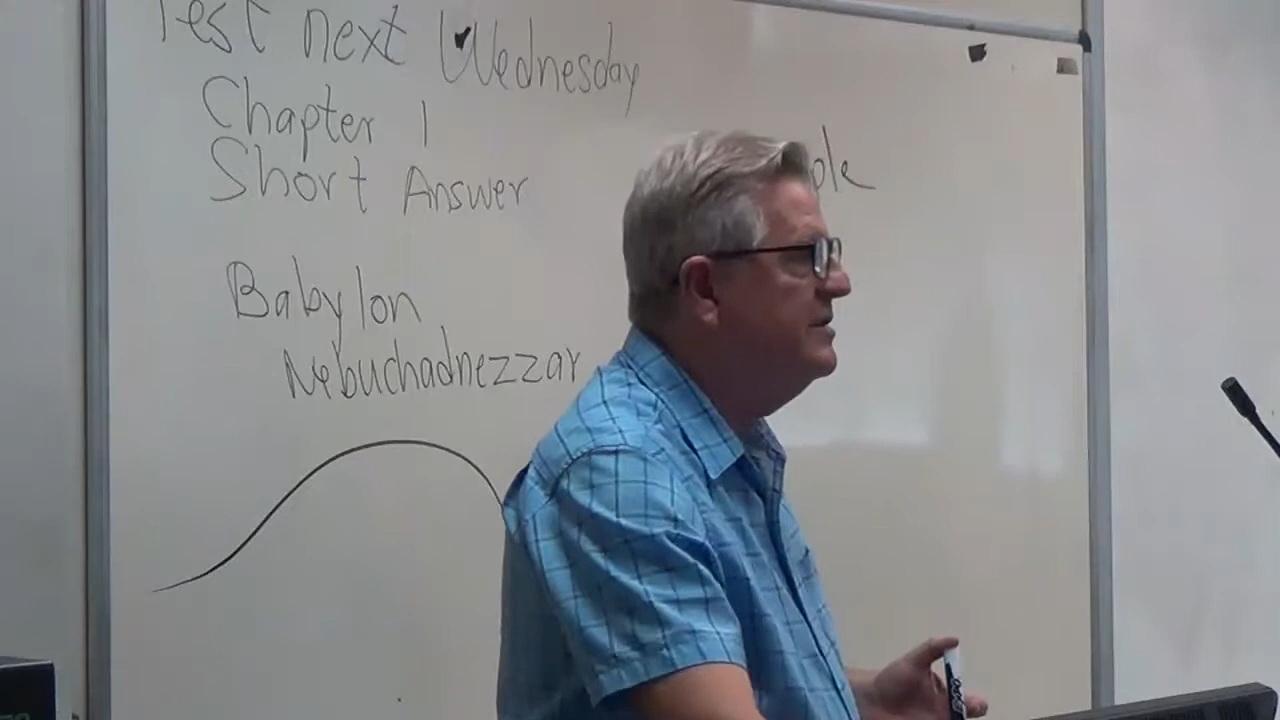 Test next Wednesday
Chapter 1
Short Answer
Babylon
Nebuchadnezzar